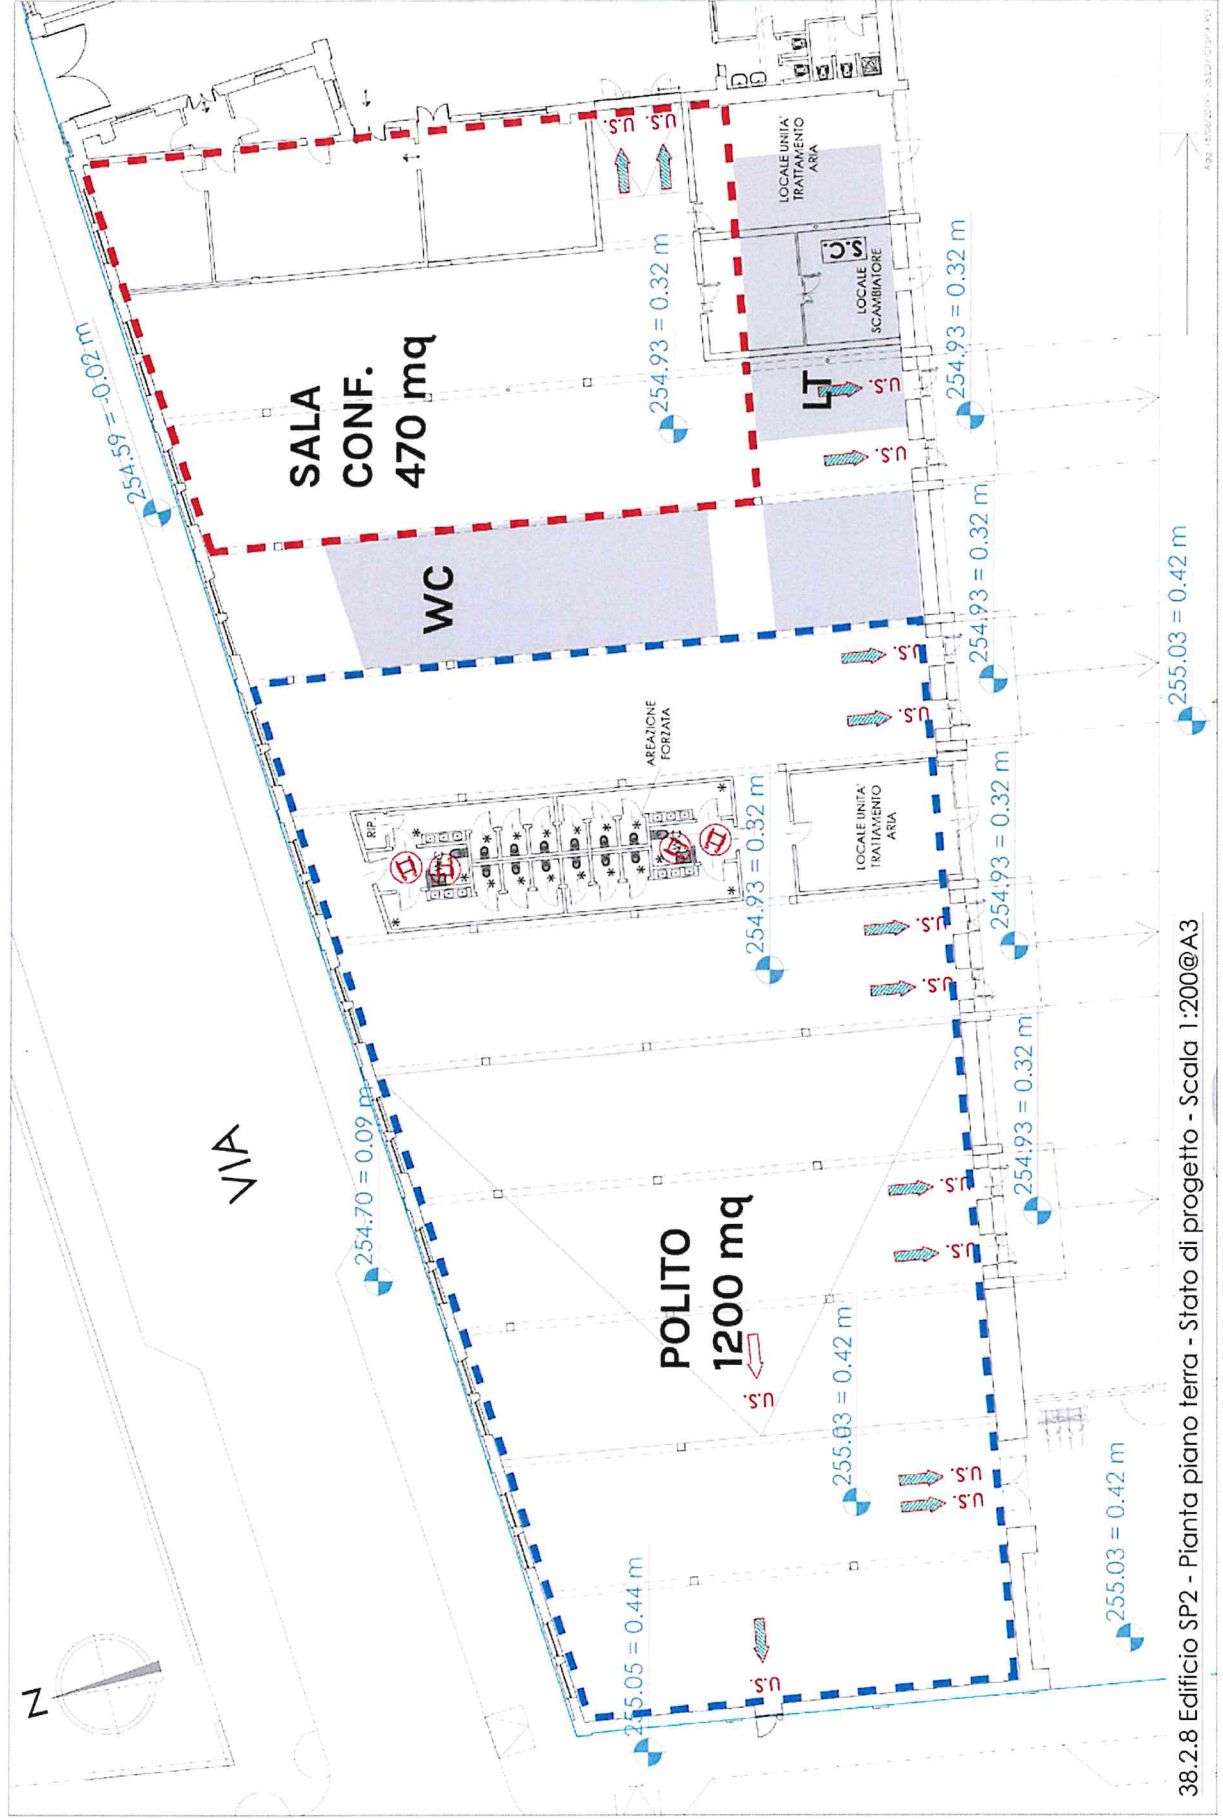 N
VIA
254.59 = -0.02 m
254.70 = 0.09 m
255.05 = 0.44 m
SALA
CONF.
470 mq
WC
LT
POLITO
1200 mq
U.S.
U.S.
LOCALE UNITA'
TRATTAMENTO
ARIA
S.C.
LOCALE
SCAMBIATORE
254.93 = 0.32 m
254.93 = 0.32 m
U.S.
U.S.
254.93 = 0.32 m
U.S.
U.S.
255.03 = 0.42 m
AREAZIONE
FORZATA
RIP.
LOCALE UNITA'
TRATTAMENTO
ARIA
254.93 = 0.32 m
254.93 = 0.32 m
U.S.
U.S.
254.93 = 0.32 m
U.S.
U.S.
U.S.
255.03 = 0.42 m
U.S.
U.S.
255.03 = 0.42 m
U.S.
38.2.8 Edificio SP2 - Pianta piano terra - Stato di progetto - Scala 1:200@A3